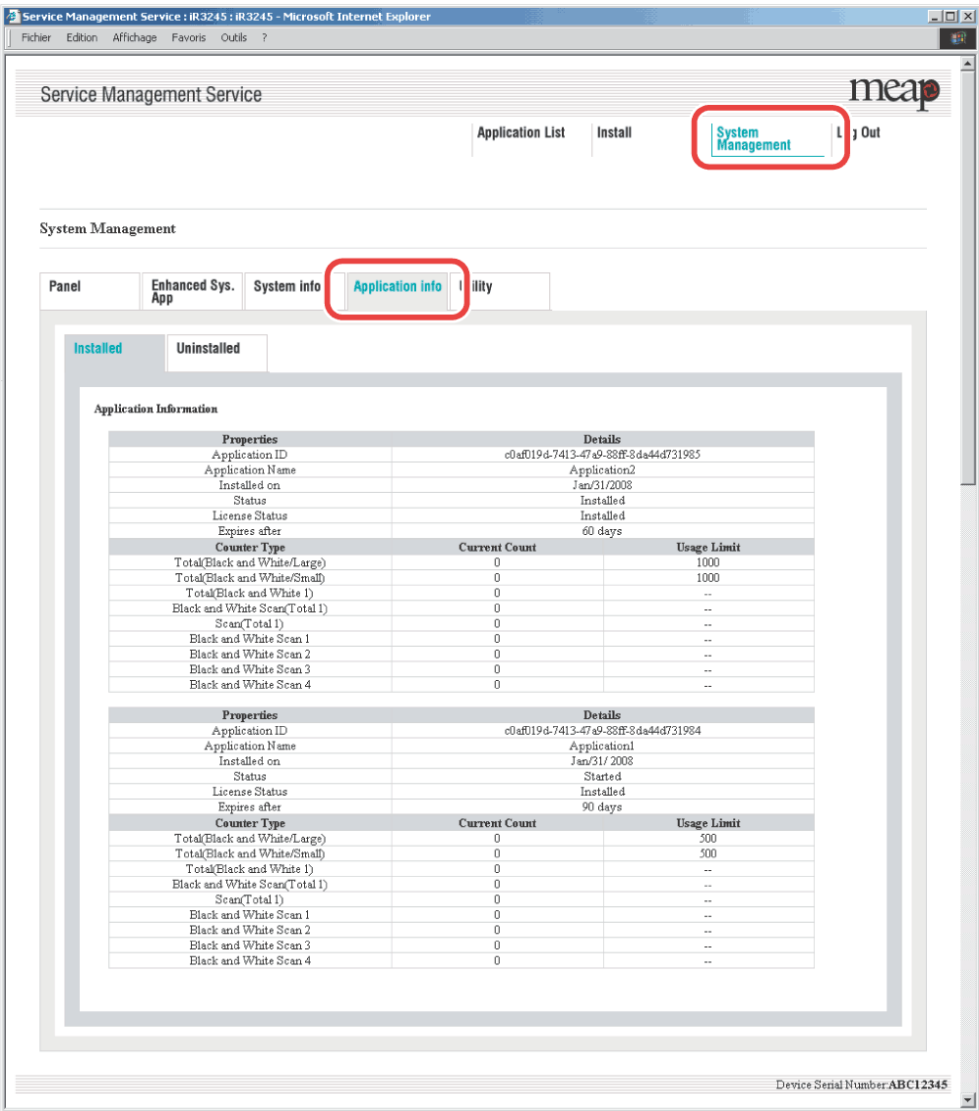 Service Management Service : iR3245 : iR3245 - Microsoft Internet Explorer
Fichier Edition Affichage Favoris Outils ?
Service Management Service
meap
Application List Install System Management Out
System Management
Panel Enhanced Sys. App System info Application info
Installed Uninstalled
Application Information
Properties Details
Application ID c0af019d-7413-47a9-88ff-8da44d731985
Application Name Application2
Installed on Jan/31/2008
Status Installed
License Status Installed
Expires after 60 days
Counter Type Current Count Usage Limit
Total(Black and White/Large) 0 1000
Total(Black and White/Small) 0 1000
Total(Black and White 1) 0 --
Black and White Scan(Total 1) 0 --
Scan(Total 1) 0 --
Black and White Scan 1 0 --
Black and White Scan 2 0 --
Black and White Scan 3 0 --
Black and White Scan 4 0 --
Properties Details
Application ID c0af019d-7413-47a9-88ff-8da44d731984
Application Name Application1
Installed on Jan/31/ 2008
Status Started
License Status Installed
Expires after 90 days
Counter Type Current Count Usage Limit
Total(Black and White/Large) 0 500
Total(Black and White/Small) 0 500
Total(Black and White 1) 0 --
Black and White Scan(Total 1) 0 --
Scan(Total 1) 0 --
Black and White Scan 1 0 --
Black and White Scan 2 0 --
Black and White Scan 3 0 --
Black and White Scan 4 0 --
Device Serial Number:ABC12345